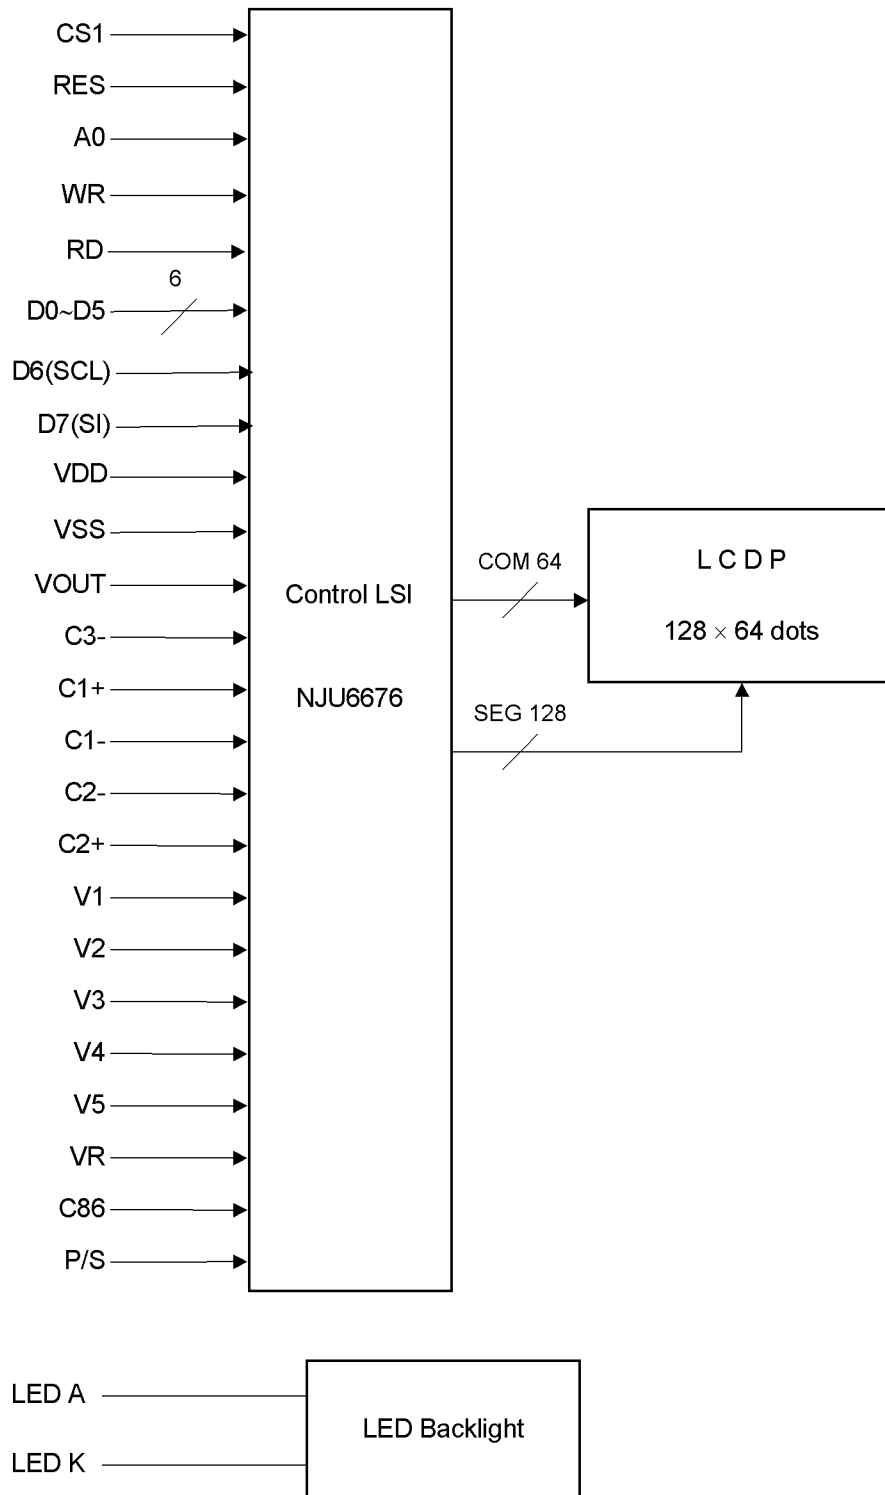 CS1
RES
A0
WR
RD
6
D0~D5
D6(SCL)
D7(SI)
VDD
VSS
VOUT
C3-
C1+
C1-
C2-
C2+
V1
V2
V3
V4
V5
VR
C86
P/S
Control LSI
NJU6676
COM 64
SEG 128
L C D P
128 × 64 dots
LED A
LED K
LED Backlight